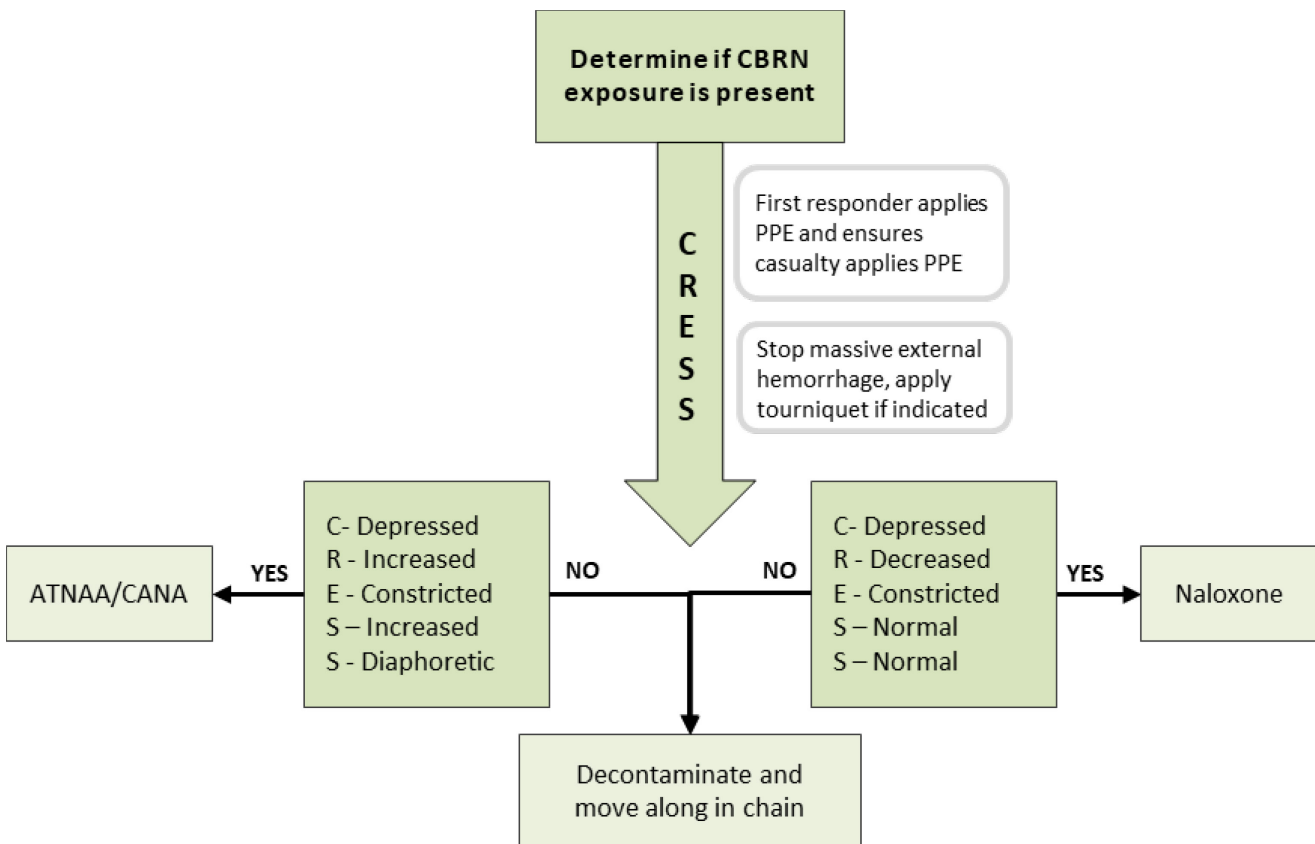 Determine if CBRN
exposure is present
First responder applies
PPE and ensures
casualty applies PPE
C
R
E
S
S
Stop massive external
hemorrhage, apply
tourniquet if indicated
C- Depressed
R - Increased
E - Constricted
S – Increased
S - Diaphoretic
YES
NO
ATNAA/CANA
C- Depressed
R - Decreased
E - Constricted
S – Normal
S – Normal
NO
YES
Naloxone
Decontaminate and
move along in chain